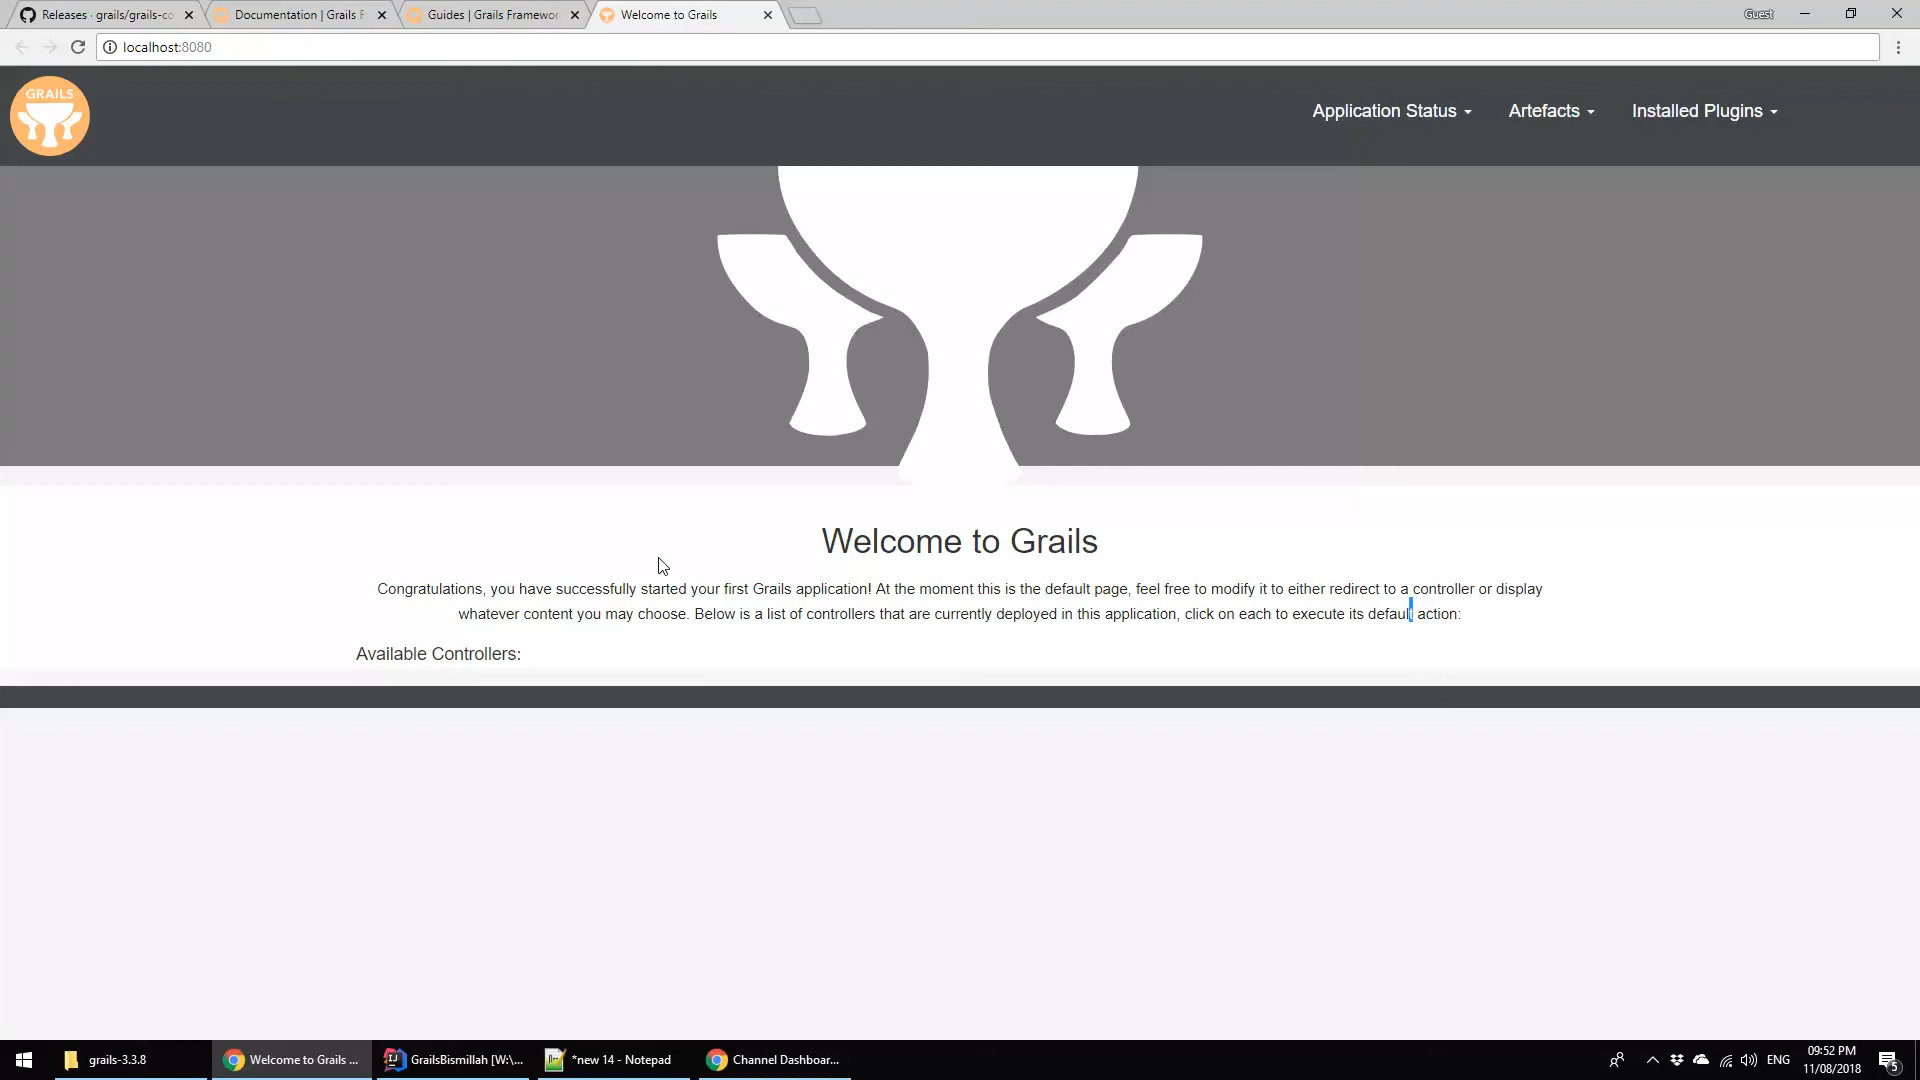 Releases · grails/grails-co
Documentation | Grails F
Guides | Grails Framewor
Welcome to Grails
Guest
localhost:8080
GRAILS
Application Status
Artefacts
Installed Plugins
Welcome to Grails
Congratulations, you have successfully started your first Grails application! At the moment this is the default page, feel free to modify it to either redirect to a controller or display
whatever content you may choose. Below is a list of controllers that are currently deployed in this application, click on each to execute its default action:
Available Controllers:
grails-3.3.8
Welcome to Grails ...
GrailsBismillah [W:\...
*new 14 - Notepad
Channel Dashboar...
ENG
09:52 PM
11/08/2018
5